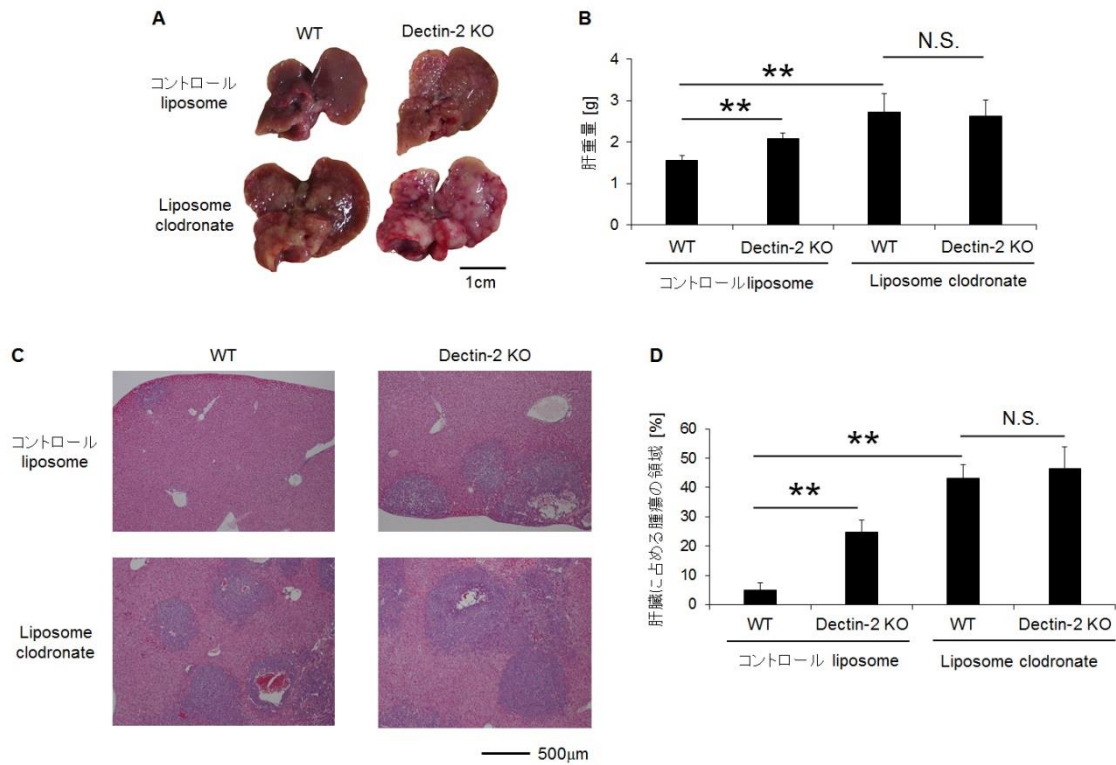 A
WT
Dectin-2 KO
コントロール
liposome
Liposome
clodronate
1cm
B
肝重量 [g]
5
4
3
2
1
0
**
**
N.S.
WT
Dectin-2 KO
WT
Dectin-2 KO
コントロールliposome
Liposome clodronate
C
WT
Dectin-2 KO
コントロール
liposome
Liposome
clodronate
500μm
D
肝臓に占める腫瘍の領域 [%]
60
50
40
30
20
10
0
**
**
N.S.
WT
Dectin-2 KO
WT
Dectin-2 KO
コントロール liposome
Liposome clodronate